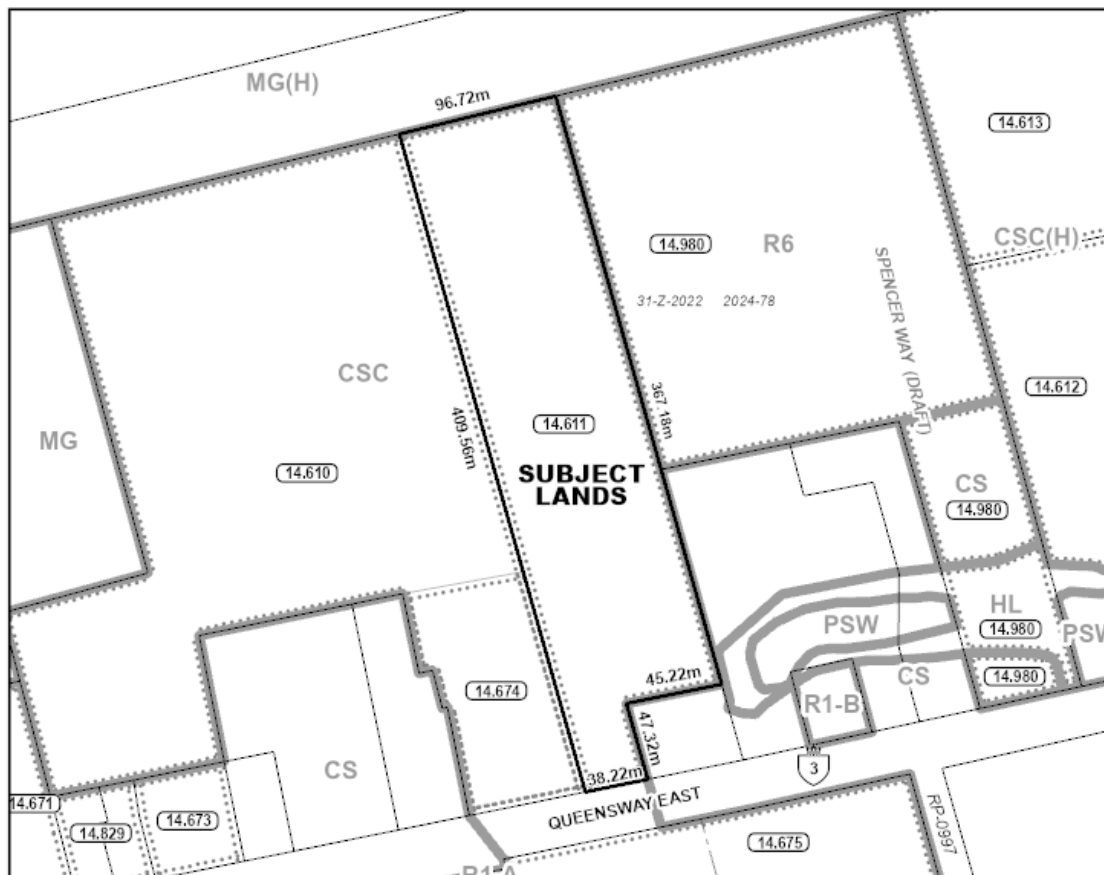 MG(H)
96.72m
14.613
14.980
R6
CSC(H)
31-Z-2022 2024-78
SPENCER WAY (DRAFT)
CSC
14.612
367.18m
409.56m
14.611
MG
14.610
SUBJECT
LANDS
CS
14.980
HL
PSW
14.980
PSW
45.22m
14.980
CS
14.674
R1-B
47.32m
CS
38.22m
3
QUEENSWAY EAST
14.671
14.829
14.673
14.675
RP-0997
R1-A